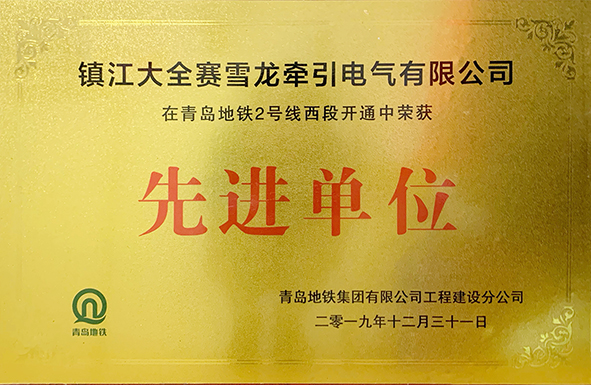 镇江大全赛雪龙牵引电气有限公司
在青岛地铁2号线西段开通中荣获
先进单位
青岛地铁集团有限公司工程建设分公司
二零一九年十二月三十一日
青岛地铁